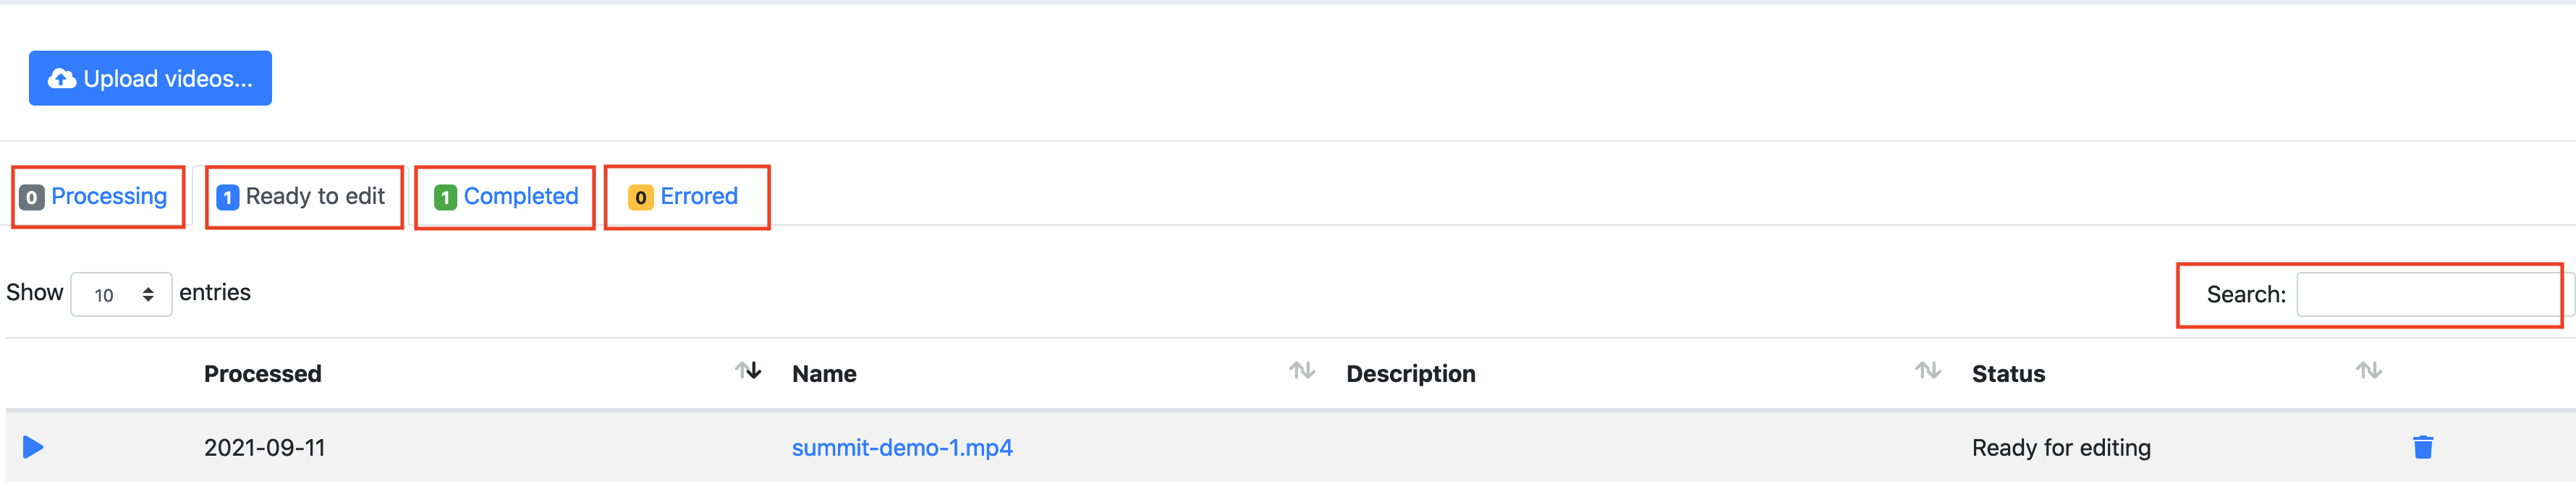 Upload videos...
0 Processing 1 Ready to edit 1 Completed 0 Errored
Show 10 entries Search:
Processed Name Description Status
2021-09-11 summit-demo-1.mp4 Ready for editing